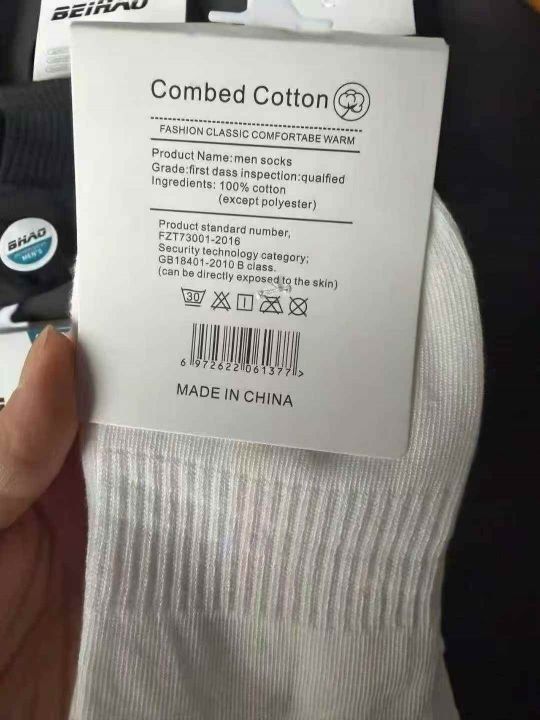 BEIHAO
Combed Cotton
FASHION CLASSIC COMFORTABE WARM
Product Name:men socks
Grade:first dass inspection:qualfied
Ingredients: 100% cotton
(except polyester)
Product standard number,
FZT73001-2016
Security technology category;
GB18401-2010 B class.
(can be directly exposed to the skin)
30
6 972622 061377 >
MADE IN CHINA
BHAO
MEN'S